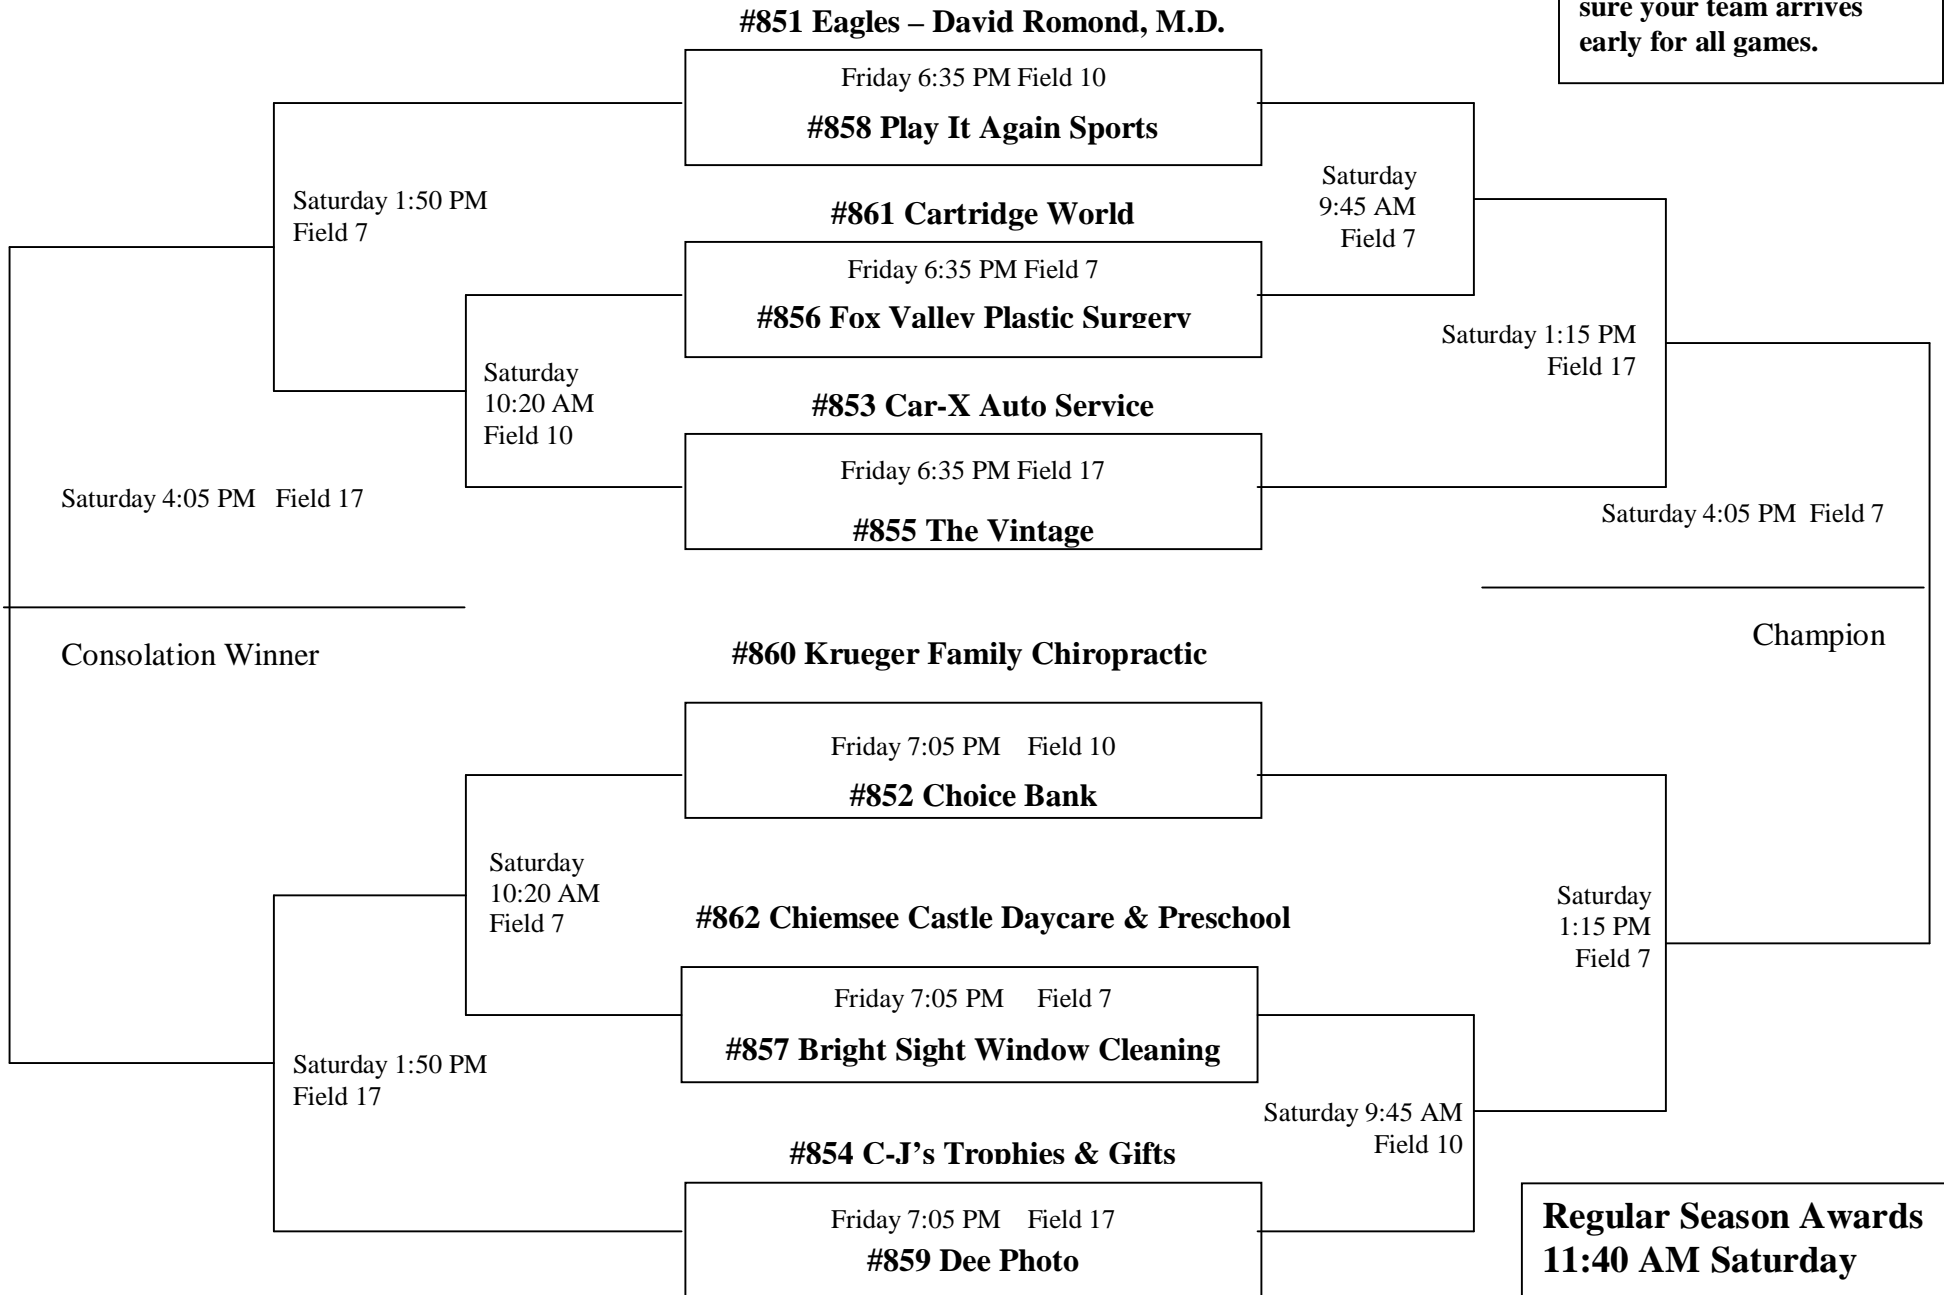 #851 Eagles – David Romond, M.D.
sure your team arrives
early for all games.
Friday 6:35 PM Field 10
#858 Play It Again Sports
Saturday 1:50 PM
Field 7
Saturday
9:45 AM
Field 7
#861 Cartridge World
Friday 6:35 PM Field 7
#856 Fox Valley Plastic Surgery
Saturday 1:15 PM
Field 17
Saturday
10:20 AM
Field 10
#853 Car-X Auto Service
Friday 6:35 PM Field 17
#855 The Vintage
Saturday 4:05 PM Field 17
Saturday 4:05 PM Field 7
Consolation Winner
Champion
#860 Krueger Family Chiropractic
Friday 7:05 PM Field 10
#852 Choice Bank
Saturday
10:20 AM
Field 7
#862 Chiemsee Castle Daycare & Preschool
Saturday
1:15 PM
Field 7
Friday 7:05 PM Field 7
#857 Bright Sight Window Cleaning
Saturday 1:50 PM
Field 17
Saturday 9:45 AM
Field 10
#854 C-J’s Trophies & Gifts
Friday 7:05 PM Field 17
#859 Dee Photo
Regular Season Awards
11:40 AM Saturday